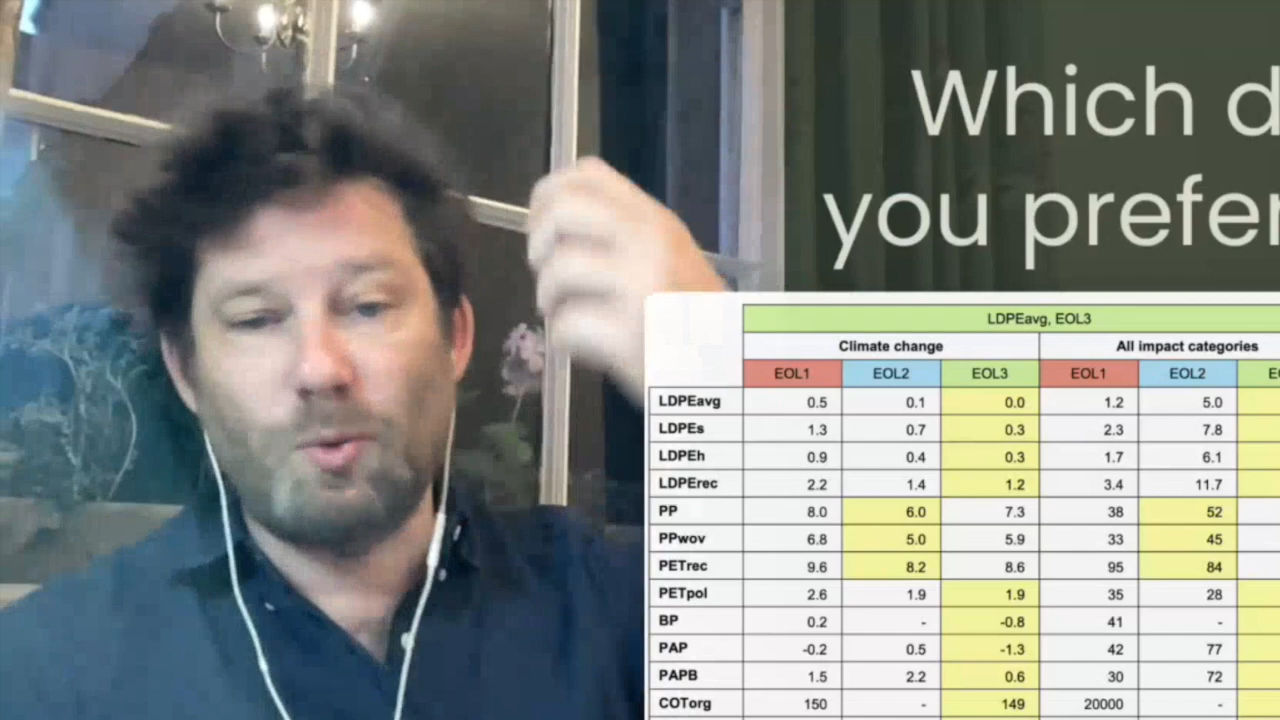 Which d
you prefer
LDPEavg, EOL3
Climate change All impact categories
EOL1 EOL2 EOL3 EOL1 EOL2 EO
LDPEavg 0.5 0.1 0.0 1.2 5.0
LDPEs 1.3 0.7 0.3 2.3 7.8
LDPEh 0.9 0.4 0.3 1.7 6.1
LDPErec 2.2 1.4 1.2 3.4 11.7
PP 8.0 6.0 7.3 38 52
PPwov 6.8 5.0 5.9 33 45
PETrec 9.6 8.2 8.6 95 84
PETpol 2.6 1.9 1.9 35 28
BP 0.2 - -0.8 41 -
PAP -0.2 0.5 -1.3 42 77
PAPB 1.5 2.2 0.6 30 72
COTorg 150 - 149 20000 -